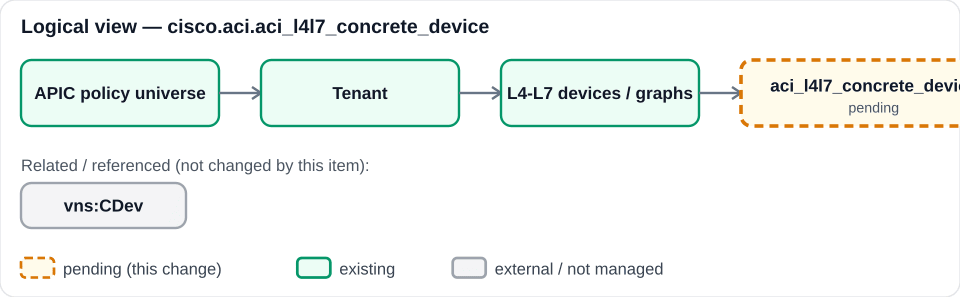 Logical view — cisco.aci.aci_l4l7_concrete_device
APIC policy universe
Tenant
L4-L7 devices / graphs
aci_l4l7_concrete_devic
pending
Related / referenced (not changed by this item):
vns:CDev
pending (this change)
existing
external / not managed